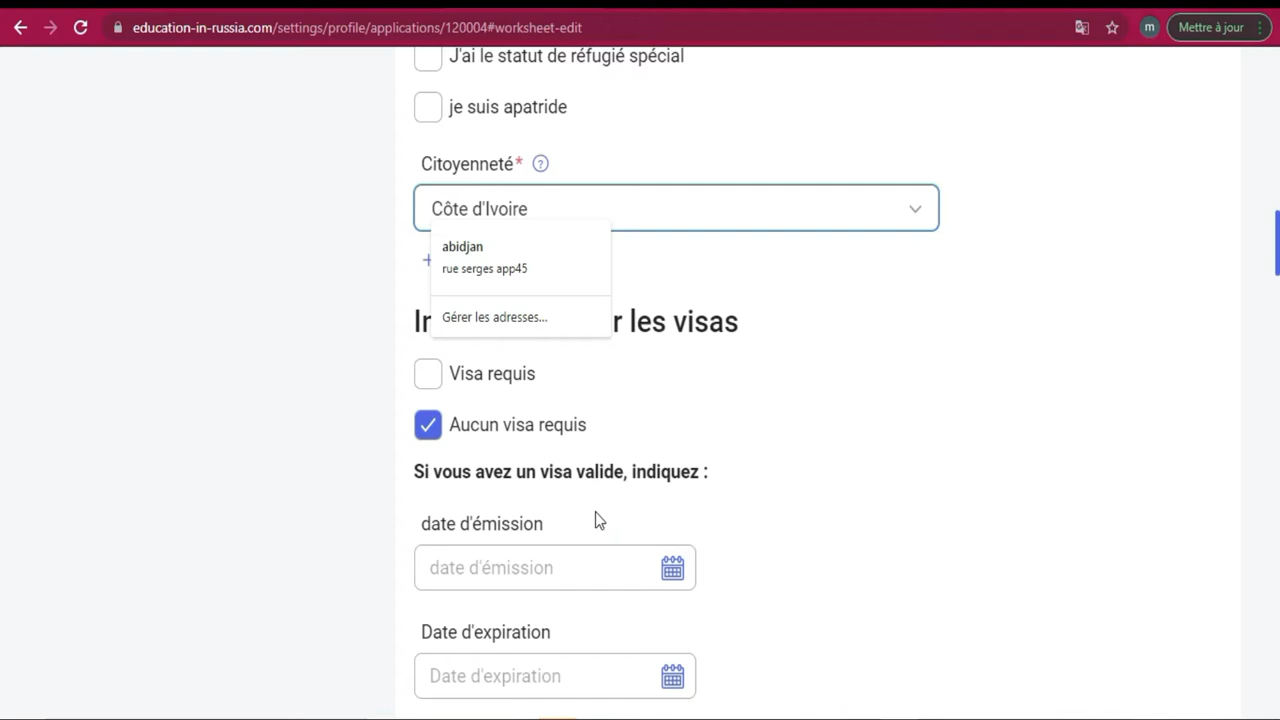 education-in-russia.com/settings/profile/applications/120004#worksheet-edit
m
Mettre à jour
J'ai le statut de réfugié spécial
je suis apatride
Citoyenneté* ?
Côte d'Ivoire
abidjan
+
rue serges app45
Gérer les adresses...
les visas
Visa requis
Aucun visa requis
Si vous avez un visa valide, indiquez :
date d'émission
date d'émission
Date d'expiration
Date d'expiration